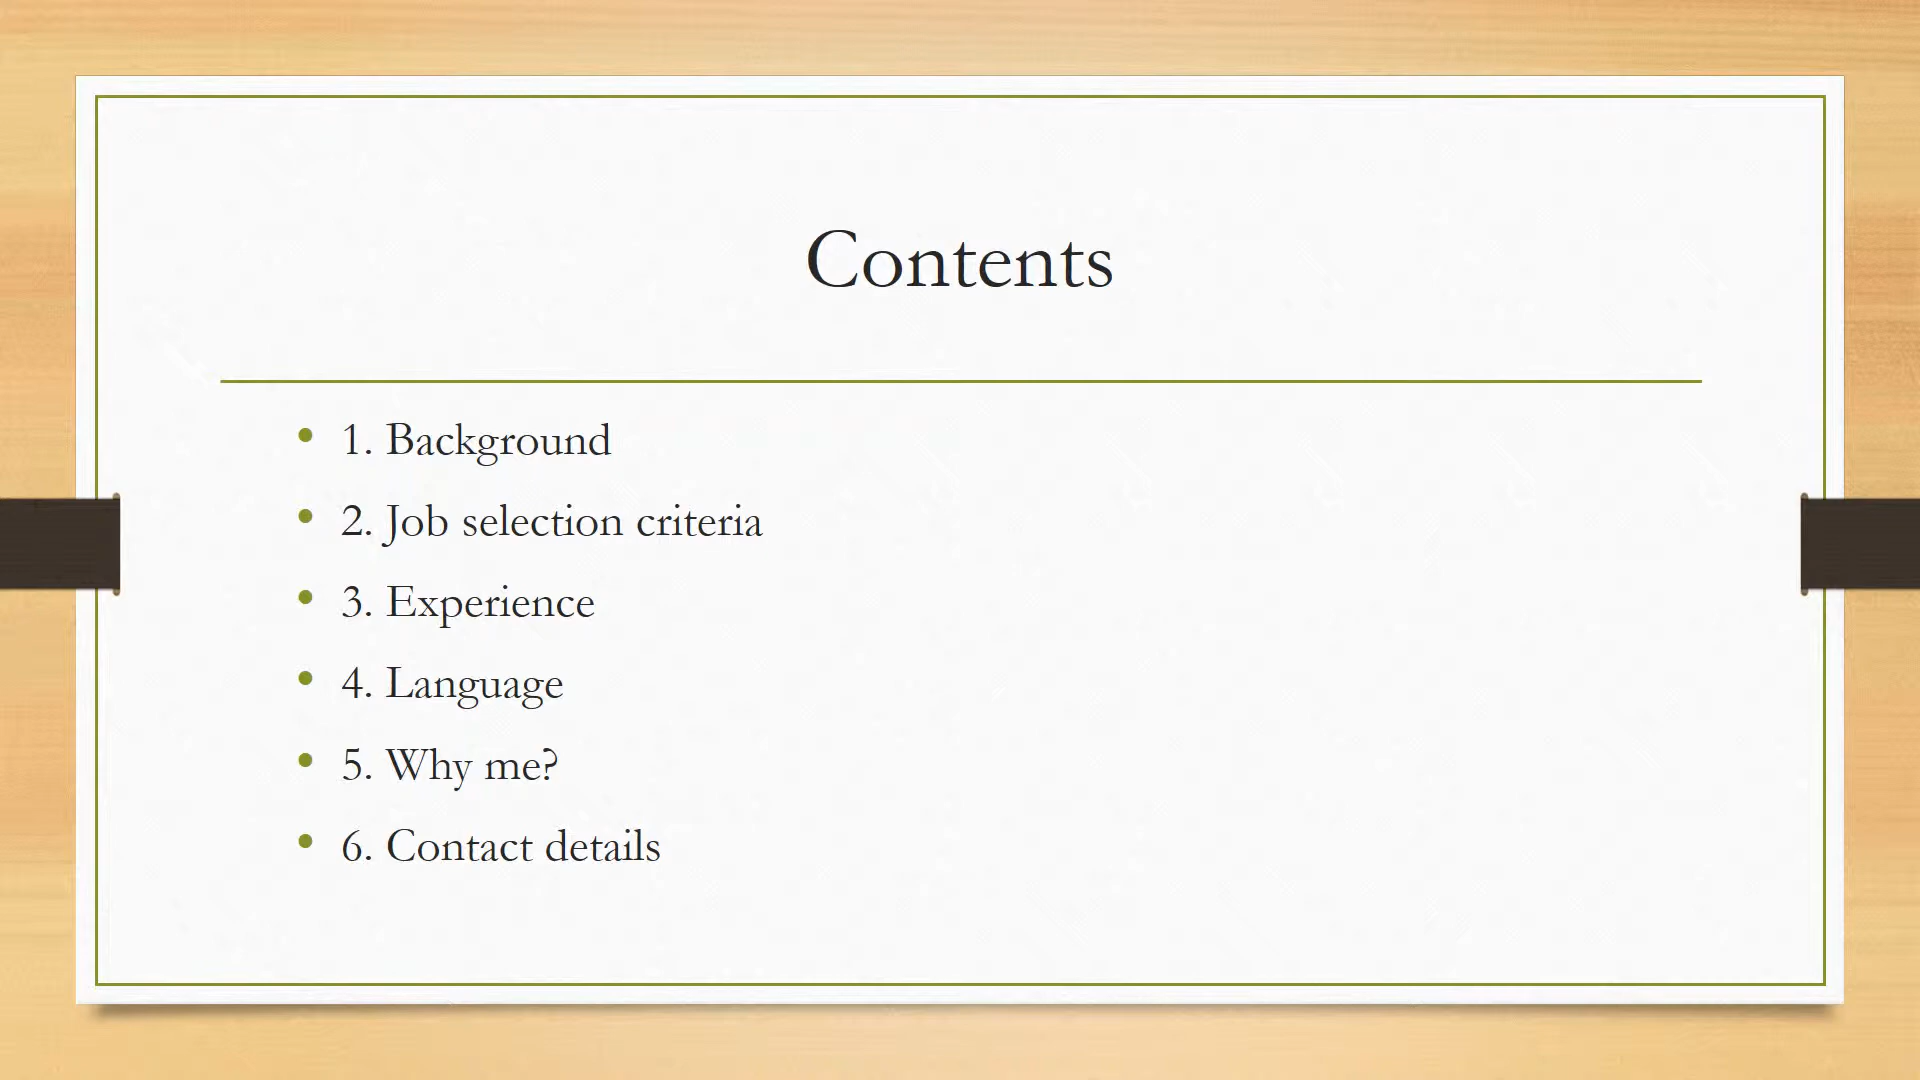 Contents
• 1. Background
• 2. Job selection criteria
• 3. Experience
• 4. Language
• 5. Why me?
• 6. Contact details